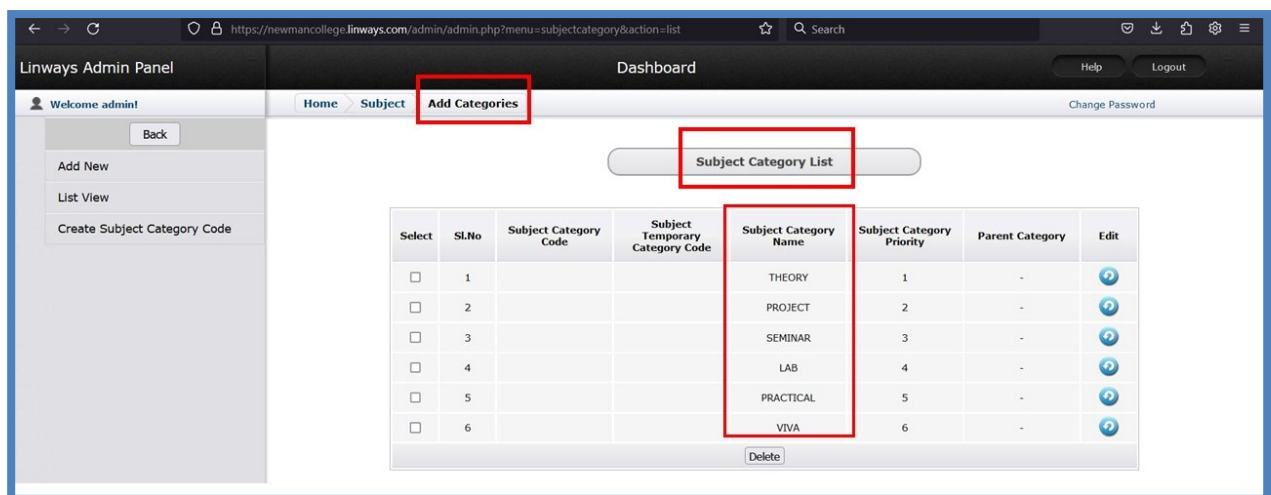 https://newmancollege.linways.com/admin/admin.php?menu=subjectcategory&action=list Search
Linways Admin Panel Dashboard Help Logout
Welcome admin! Home Subject Add Categories Change Password
Back
Add New
List View
Create Subject Category Code
Subject Category List
Select Sl.No Subject Category Code Subject Temporary Category Code Subject Category Name Subject Category Priority Parent Category Edit
1 THEORY 1 -
2 PROJECT 2 -
3 SEMINAR 3 -
4 LAB 4 -
5 PRACTICAL 5 -
6 VIVA 6 -
Delete